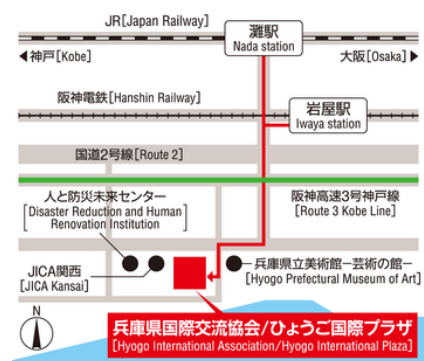 JR[Japan Railway]
灘駅
Nada station
◀神戸[Kobe]
大阪[Osaka]▶
阪神電鉄[Hanshin Railway]
岩屋駅
Iwaya station
国道2号線[Route 2]
人と防災未来センター
[Disaster Reduction and Human
Renovation Institution]
阪神高速3号神戸線
[Route 3 Kobe Line]
JICA関西
[JICA Kansai]
兵庫県立美術館ー芸術の館ー
[Hyogo Prefectural Museum of Art]
N
兵庫県国際交流協会/ひょうご国際プラザ
[Hyogo International Association/Hyogo International Plaza]